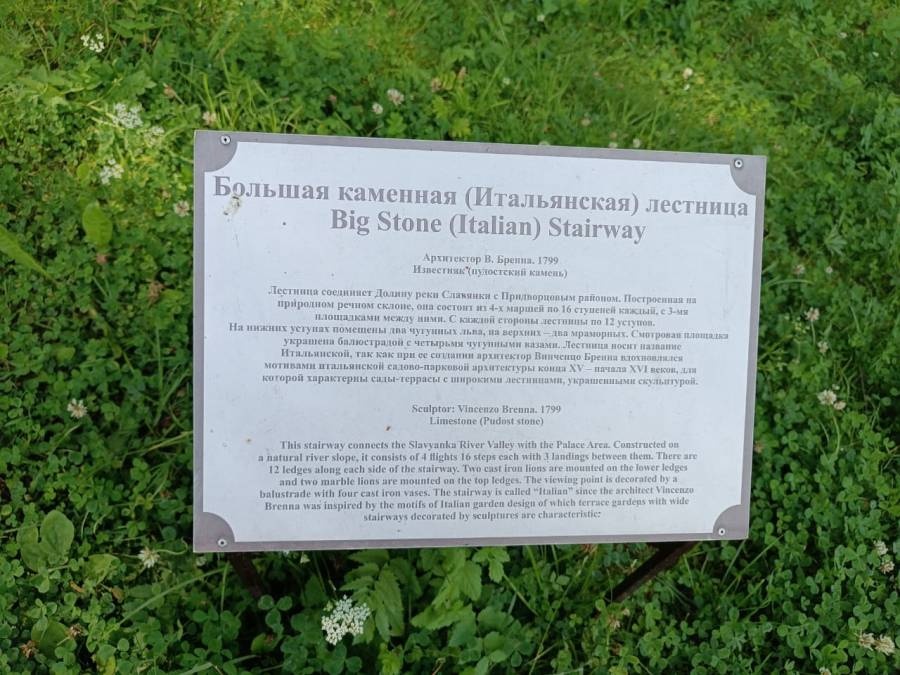 Большая каменная (Итальянская) лестница
Big Stone (Italian) Stairway
Архитектор В. Бренна. 1799
Известняк (пудостский камень)
Лестница соединяет Долину реки Славянки с Придворцовым районом. Построенная на
природном речном склоне, она состоит из 4-х маршей по 16 ступеней каждый, с 3-мя
площадками между ними. С каждой стороны лестницы по 12 уступов.
На нижних уступах помещены два чугунных льва, на верхних – два мраморных. Смотровая площадка
украшена балюстрадой с четырьмя чугунными вазами. Лестница носит название
Итальянской, так как при ее создании архитектор Винченцо Бренна вдохновлялся
мотивами итальянской садово-парковой архитектуры конца XV – начала XVI веков, для
которой характерны сады-террасы с широкими лестницами, украшенными скульптурой.
Sculptor: Vincenzo Brenna. 1799
Limestone (Pudost stone)
This stairway connects the Slavyanka River Valley with the Palace Area. Constructed on
a natural river slope, it consists of 4 flights 16 steps each with 3 landings between them. There are
12 ledges along each side of the stairway. Two cast iron lions are mounted on the lower ledges
and two marble lions are mounted on the top ledges. The viewing point is decorated by a
balustrade with four cast iron vases. The stairway is called “Italian” since the architect Vincenzo
Brenna was inspired by the motifs of Italian garden design of which terrace gardens with wide
stairways decorated by sculptures are characteristic.